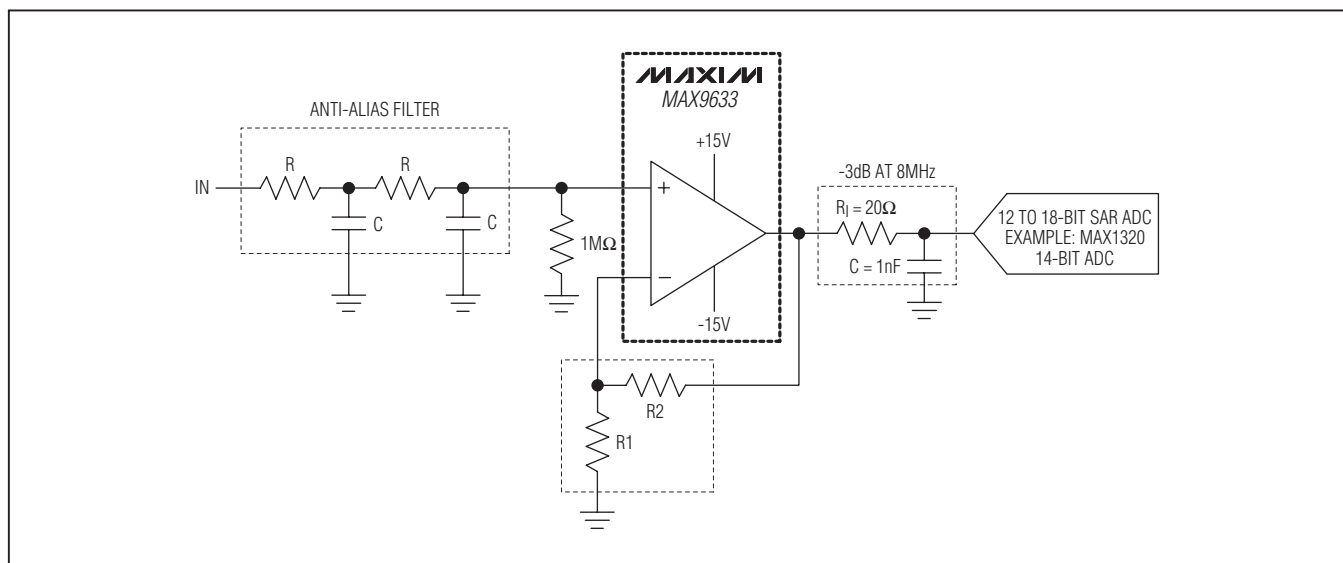 ANTI-ALIAS FILTER
IN
R
R
C
C
1MΩ
MAXIM
MAX9633
+15V
+
−
-15V
R2
R1
-3dB AT 8MHz
RI = 20Ω
C = 1nF
12 TO 18-BIT SAR ADC
EXAMPLE: MAX1320
14-BIT ADC